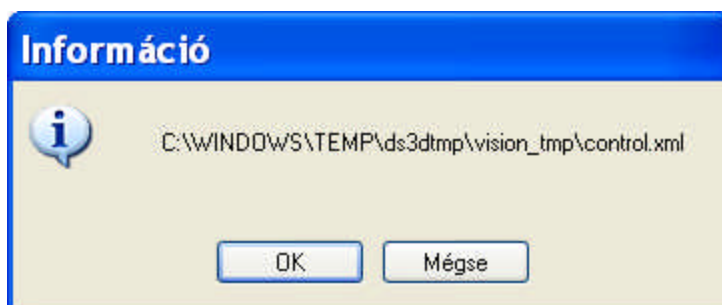 Információ
C:\WINDOWS\TEMP\ds3dtmp\vision_tmp\control.xml
OK
Mégse